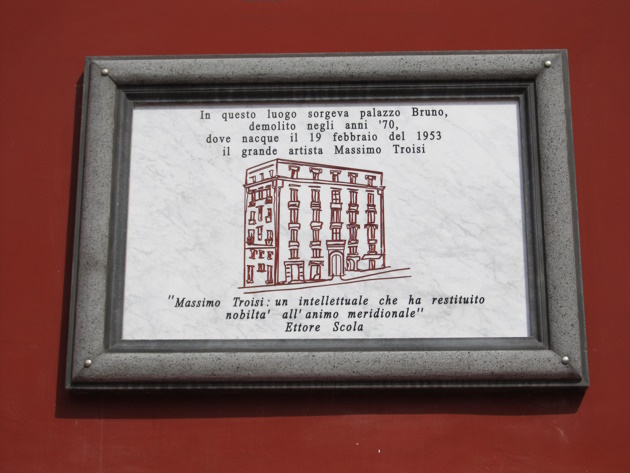 In questo luogo sorgeva palazzo Bruno,
demolito negli anni '70,
dove nacque il 19 febbraio del 1953
il grande artista Massimo Troisi
"Massimo Troisi: un intellettuale che ha restituito
nobilta' all'animo meridionale"
Ettore Scola